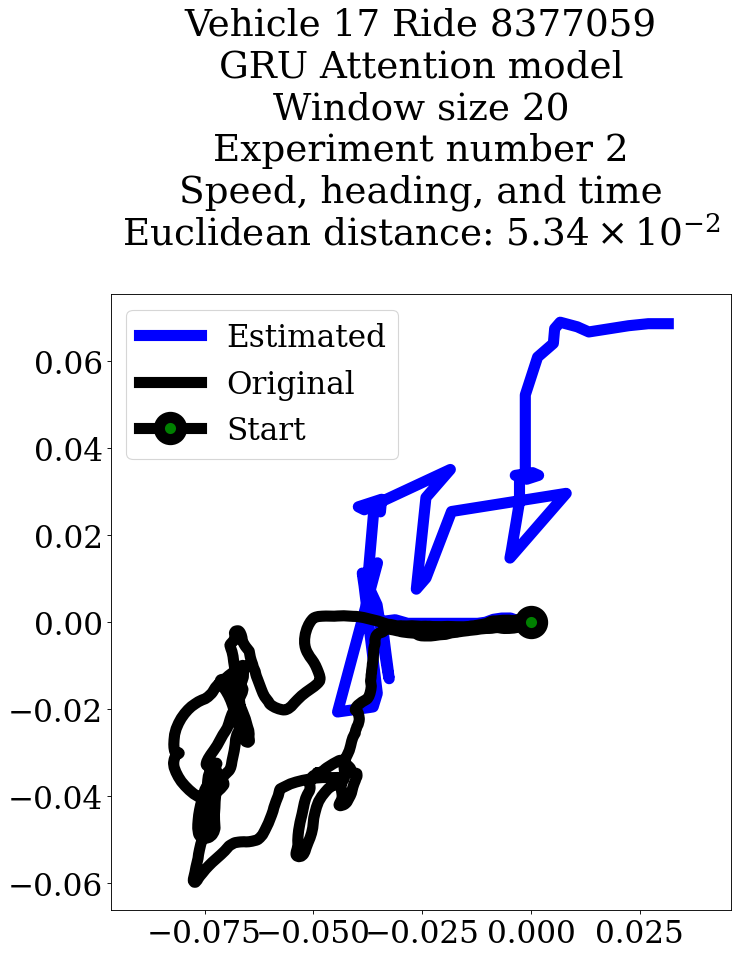 Vehicle 17 Ride 8377059
GRU Attention model
Window size 20
Experiment number 2
Speed, heading, and time
Euclidean distance: 5.34 × 10⁻²
Estimated
Original
Start
0.06
0.04
0.02
0.00
−0.02
−0.04
−0.06
−0.075 −0.050 −0.025 0.000 0.025